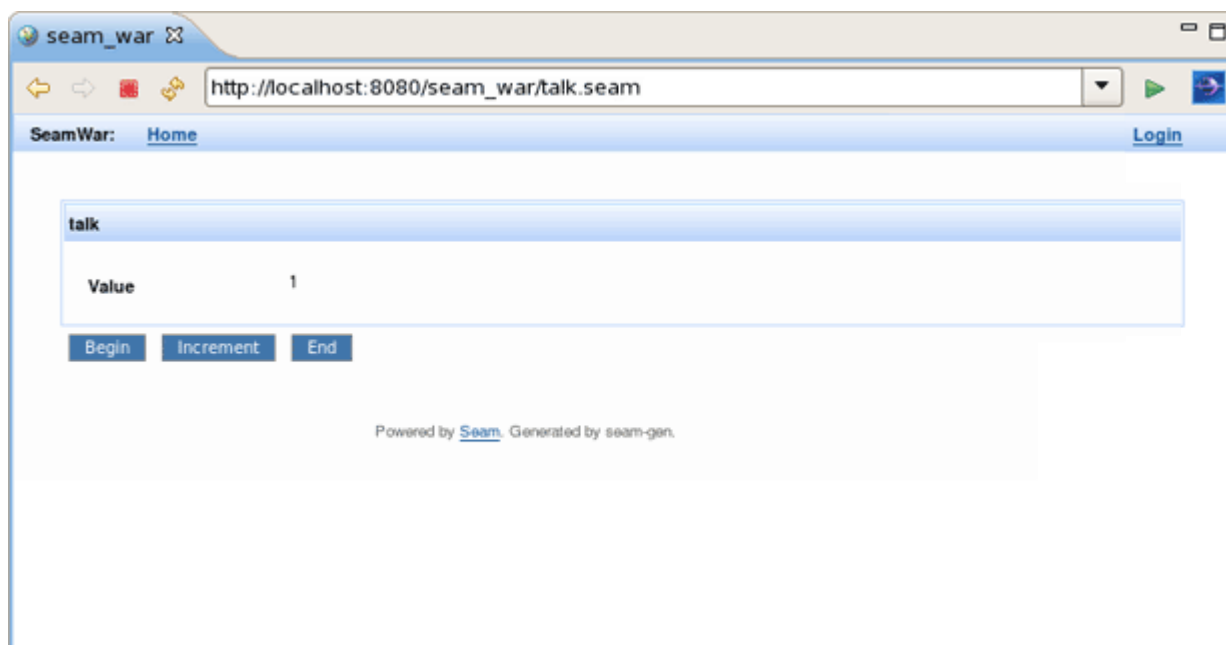 seam_war
http://localhost:8080/seam_war/talk.seam
SeamWar: Home Login
talk
Value 1
Begin Increment End
Powered by Seam. Generated by seam-gen.